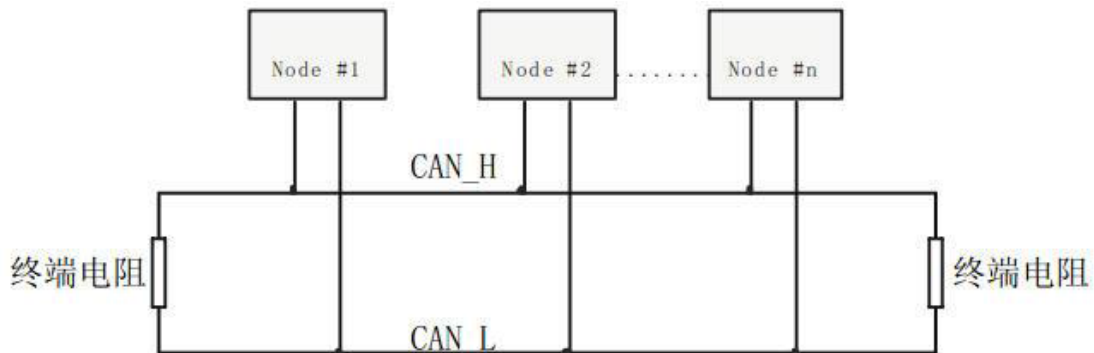 Node #1
Node #2
........
Node #n
CAN_H
终端电阻
终端电阻
CAN_L